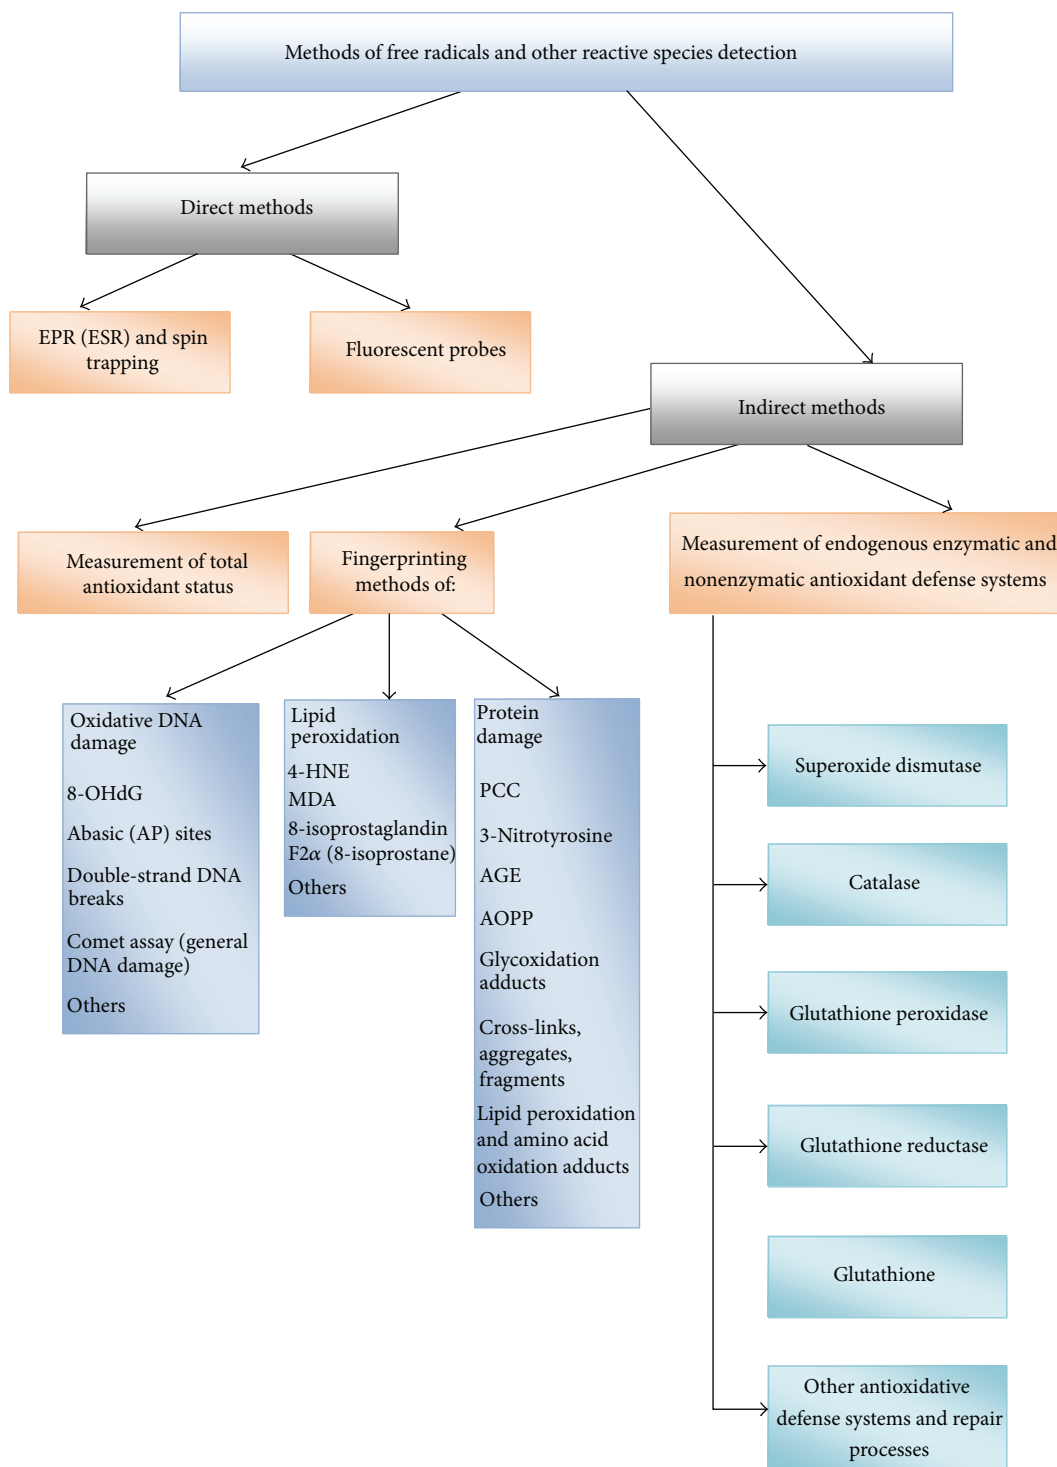 Methods of free radicals and other reactive species detection
Direct methods
EPR (ESR) and spin
trapping
Fluorescent probes
Indirect methods
Measurement of total
antioxidant status
Fingerprinting
methods of:
Measurement of endogenous enzymatic and
nonenzymatic antioxidant defense systems
Oxidative DNA
damage
8-OHdG
Abasic (AP) sites
Double-strand DNA
breaks
Comet assay (general
DNA damage)
Others
Lipid
peroxidation
4-HNE
MDA
8-isoprostaglandin
F2α (8-isoprostane)
Others
Protein
damage
PCC
3-Nitrotyrosine
AGE
AOPP
Glycoxidation
adducts
Cross-links,
aggregates,
fragments
Lipid peroxidation
and amino acid
oxidation adducts
Others
Superoxide dismutase
Catalase
Glutathione peroxidase
Glutathione reductase
Glutathione
Other antioxidative
defense systems and repair
processes